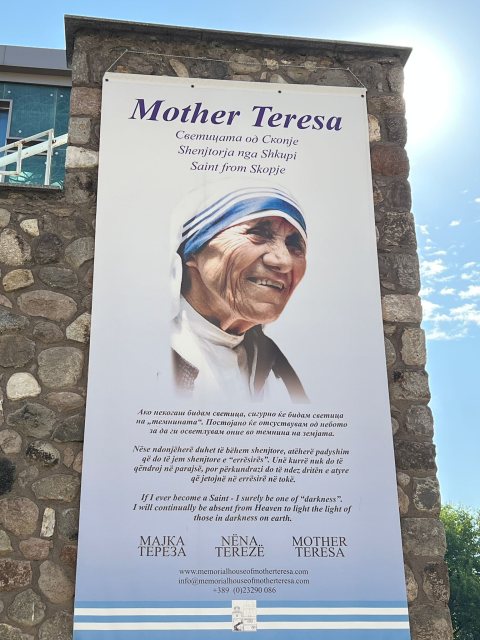 Mother Teresa
Светицата од Скопје
Shenjtorja nga Shkupi
Saint from Skopje
Ако некогаш бидам светица, сигурно ќе бидам светица
на „темнината“. Постојано ќе отсуствувам од небото
за да ги осветлувам оние во темнина на земјата.
Nëse ndonjëherë duhet të bëhem shenjtore, atëherë padyshim
që do të jem shenjtore e “errësirës”. Unë kurrë nuk do të
qëndroj në parajsë, por përkundrazi do të ndez dritën e atyre
që jetojnë në errësirë në tokë.
If I ever become a Saint - I surely be one of “darkness”.
I will continually be absent from Heaven to light the light of
those in darkness on earth.
МАЈКА NËNA.. MOTHER
ТЕРЕЗА TEREZË TERESA
www.memorialhouseofmotherteresa.com
info@memorialhouseofmotherteresa.com
+389 (0)23290 086